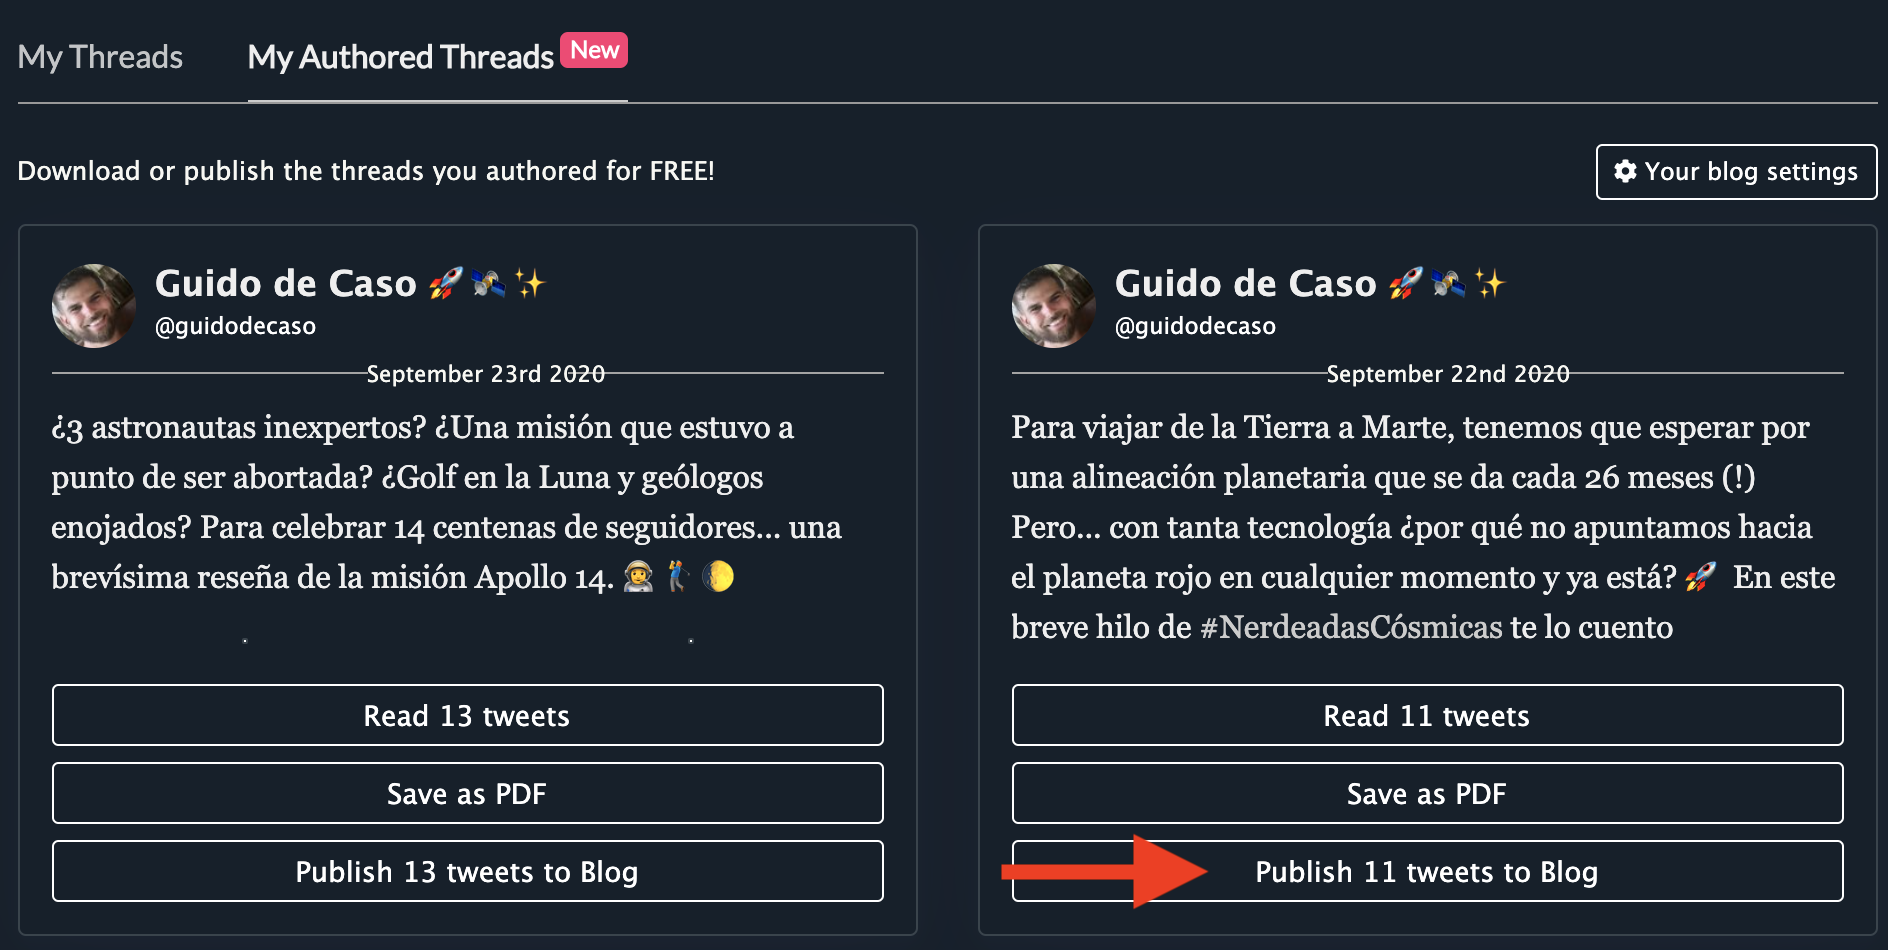 My Threads
My Authored Threads New
Download or publish the threads you authored for FREE!
Your blog settings
Guido de Caso 🚀🛰️✨
@guidodecaso
September 23rd 2020
¿3 astronautas inexpertos? ¿Una misión que estuvo a
punto de ser abortada? ¿Golf en la Luna y geólogos
enojados? Para celebrar 14 centenas de seguidores... una
brevísima reseña de la misión Apollo 14. 👩‍🚀🏌️🌔
Read 13 tweets
Save as PDF
Publish 13 tweets to Blog
Guido de Caso 🚀🛰️✨
@guidodecaso
September 22nd 2020
Para viajar de la Tierra a Marte, tenemos que esperar por
una alineación planetaria que se da cada 26 meses (!)
Pero... con tanta tecnología ¿por qué no apuntamos hacia
el planeta rojo en cualquier momento y ya está? 🚀 En este
breve hilo de #NerdeadasCósmicas te lo cuento
Read 11 tweets
Save as PDF
Publish 11 tweets to Blog